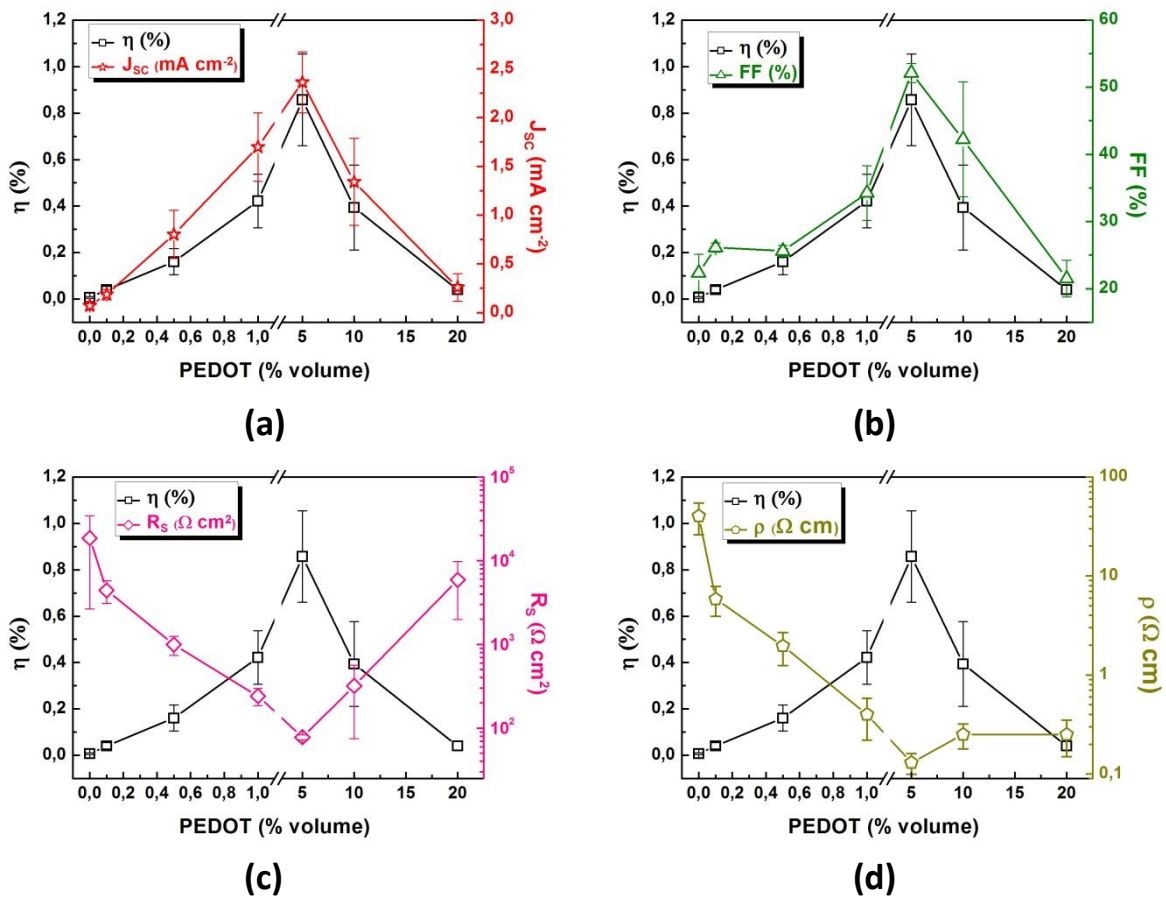 1,2
1,0
0,8
0,6
0,4
0,2
0,0
η (%)
η (%)
J_SC (mA cm⁻²)
3,0
2,5
2,0
1,5
1,0
0,5
0,0
J_SC (mA cm⁻²)
0,0 0,2 0,4 0,6 0,8 1,0 5 10 15 20
PEDOT (% volume)
(a)
1,2
1,0
0,8
0,6
0,4
0,2
0,0
η (%)
η (%)
FF (%)
60
50
40
30
20
FF (%)
0,0 0,2 0,4 0,6 0,8 1,0 5 10 15 20
PEDOT (% volume)
(b)
1,2
1,0
0,8
0,6
0,4
0,2
0,0
η (%)
η (%)
R_S (Ω cm²)
10⁵
10⁴
10³
10²
R_S (Ω cm²)
0,0 0,2 0,4 0,6 0,8 1,0 5 10 15 20
PEDOT (% volume)
(c)
1,2
1,0
0,8
0,6
0,4
0,2
0,0
η (%)
η (%)
ρ (Ω cm)
100
10
1
0,1
ρ (Ω cm)
0,0 0,2 0,4 0,6 0,8 1,0 5 10 15 20
PEDOT (% volume)
(d)